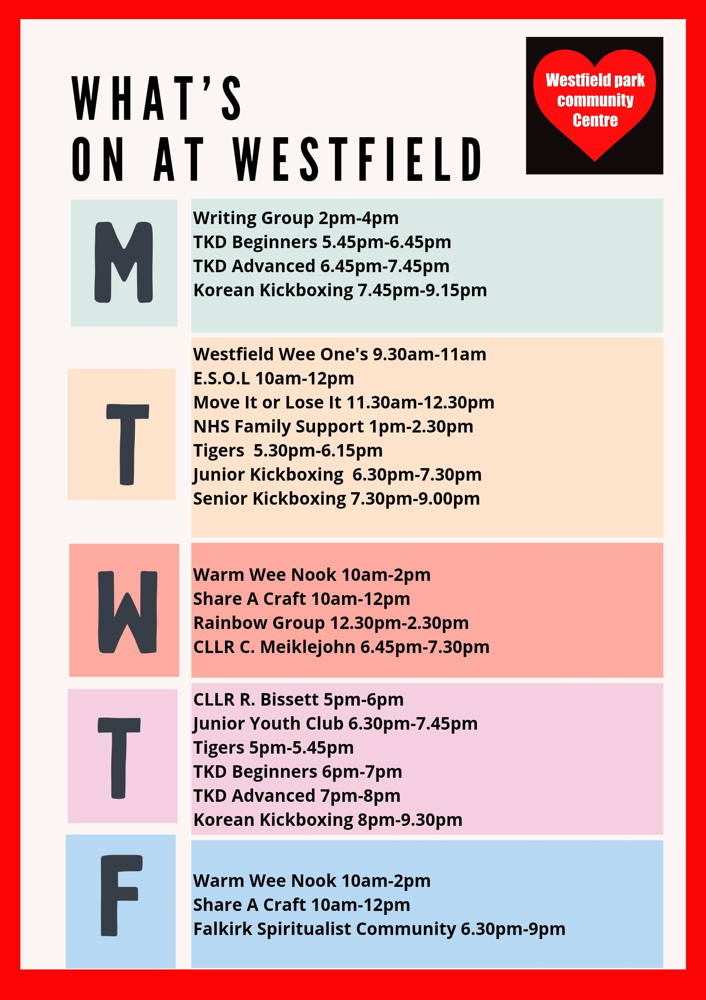 WHAT'S
ON AT WESTFIELD
Westfield park
community
Centre
M
Writing Group 2pm-4pm
TKD Beginners 5.45pm-6.45pm
TKD Advanced 6.45pm-7.45pm
Korean Kickboxing 7.45pm-9.15pm
T
Westfield Wee One's 9.30am-11am
E.S.O.L 10am-12pm
Move It or Lose It 11.30am-12.30pm
NHS Family Support 1pm-2.30pm
Tigers  5.30pm-6.15pm
Junior Kickboxing  6.30pm-7.30pm
Senior Kickboxing 7.30pm-9.00pm
W
Warm Wee Nook 10am-2pm
Share A Craft 10am-12pm
Rainbow Group 12.30pm-2.30pm
CLLR C. Meiklejohn 6.45pm-7.30pm
T
CLLR R. Bissett 5pm-6pm
Junior Youth Club 6.30pm-7.45pm
Tigers 5pm-5.45pm
TKD Beginners 6pm-7pm
TKD Advanced 7pm-8pm
Korean Kickboxing 8pm-9.30pm
F
Warm Wee Nook 10am-2pm
Share A Craft 10am-12pm
Falkirk Spiritualist Community 6.30pm-9pm